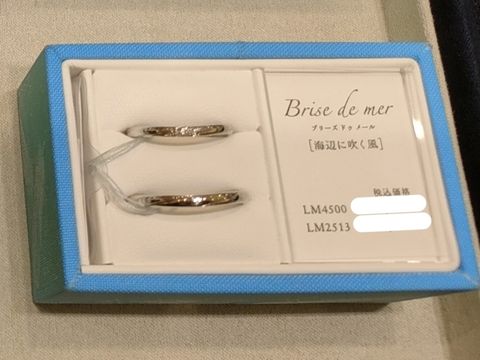 Brise de mer
ブリーズ ドゥ メール
[海辺に吹く風]
税込価格
LM4500
LM2513